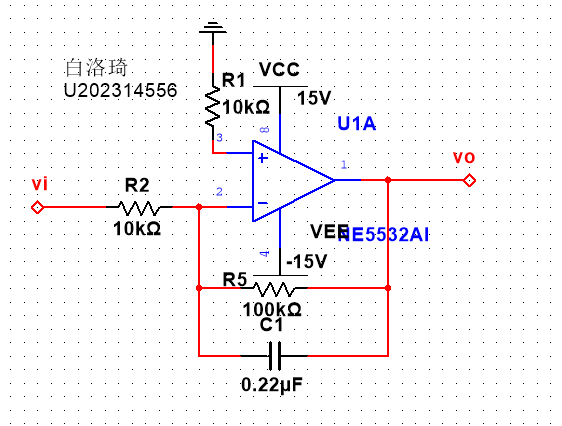 白洛琦
U202314556
R1
10kΩ
VCC
15V
U1A
3
8
1
2
4
vi
R2
10kΩ
vo
VEE
NE5532AI
-15V
R5
100kΩ
C1
0.22µF